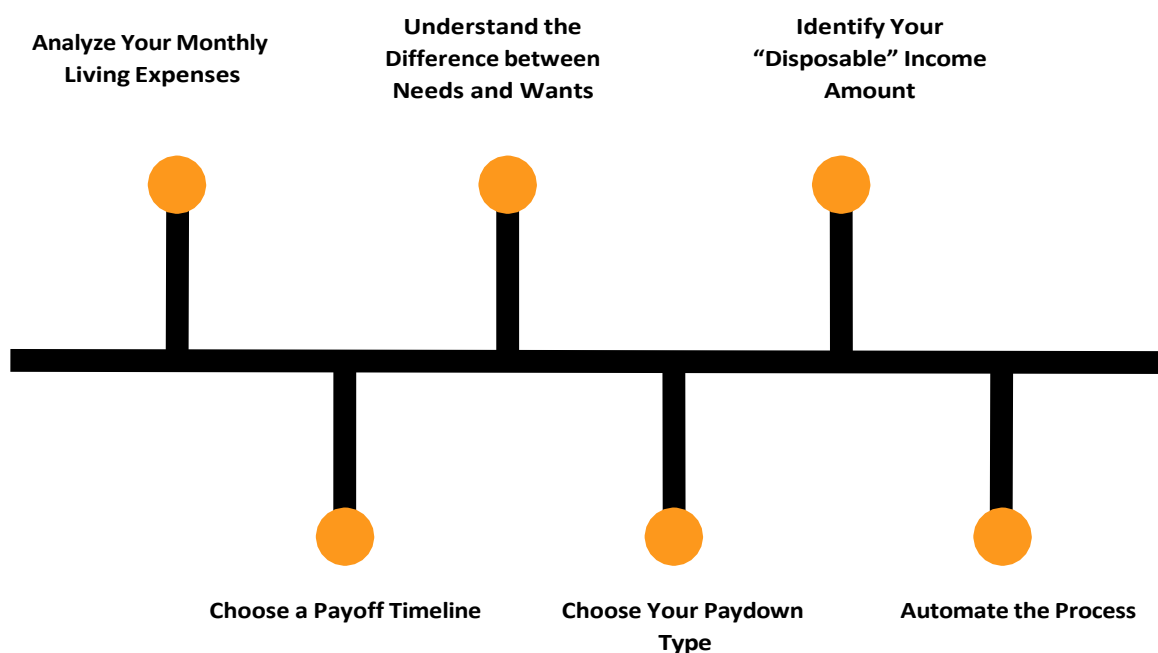 Analyze Your Monthly
Living Expenses
Understand the
Difference between
Needs and Wants
Identify Your
“Disposable” Income
Amount
Choose a Payoff Timeline
Choose Your Paydown
Type
Automate the Process